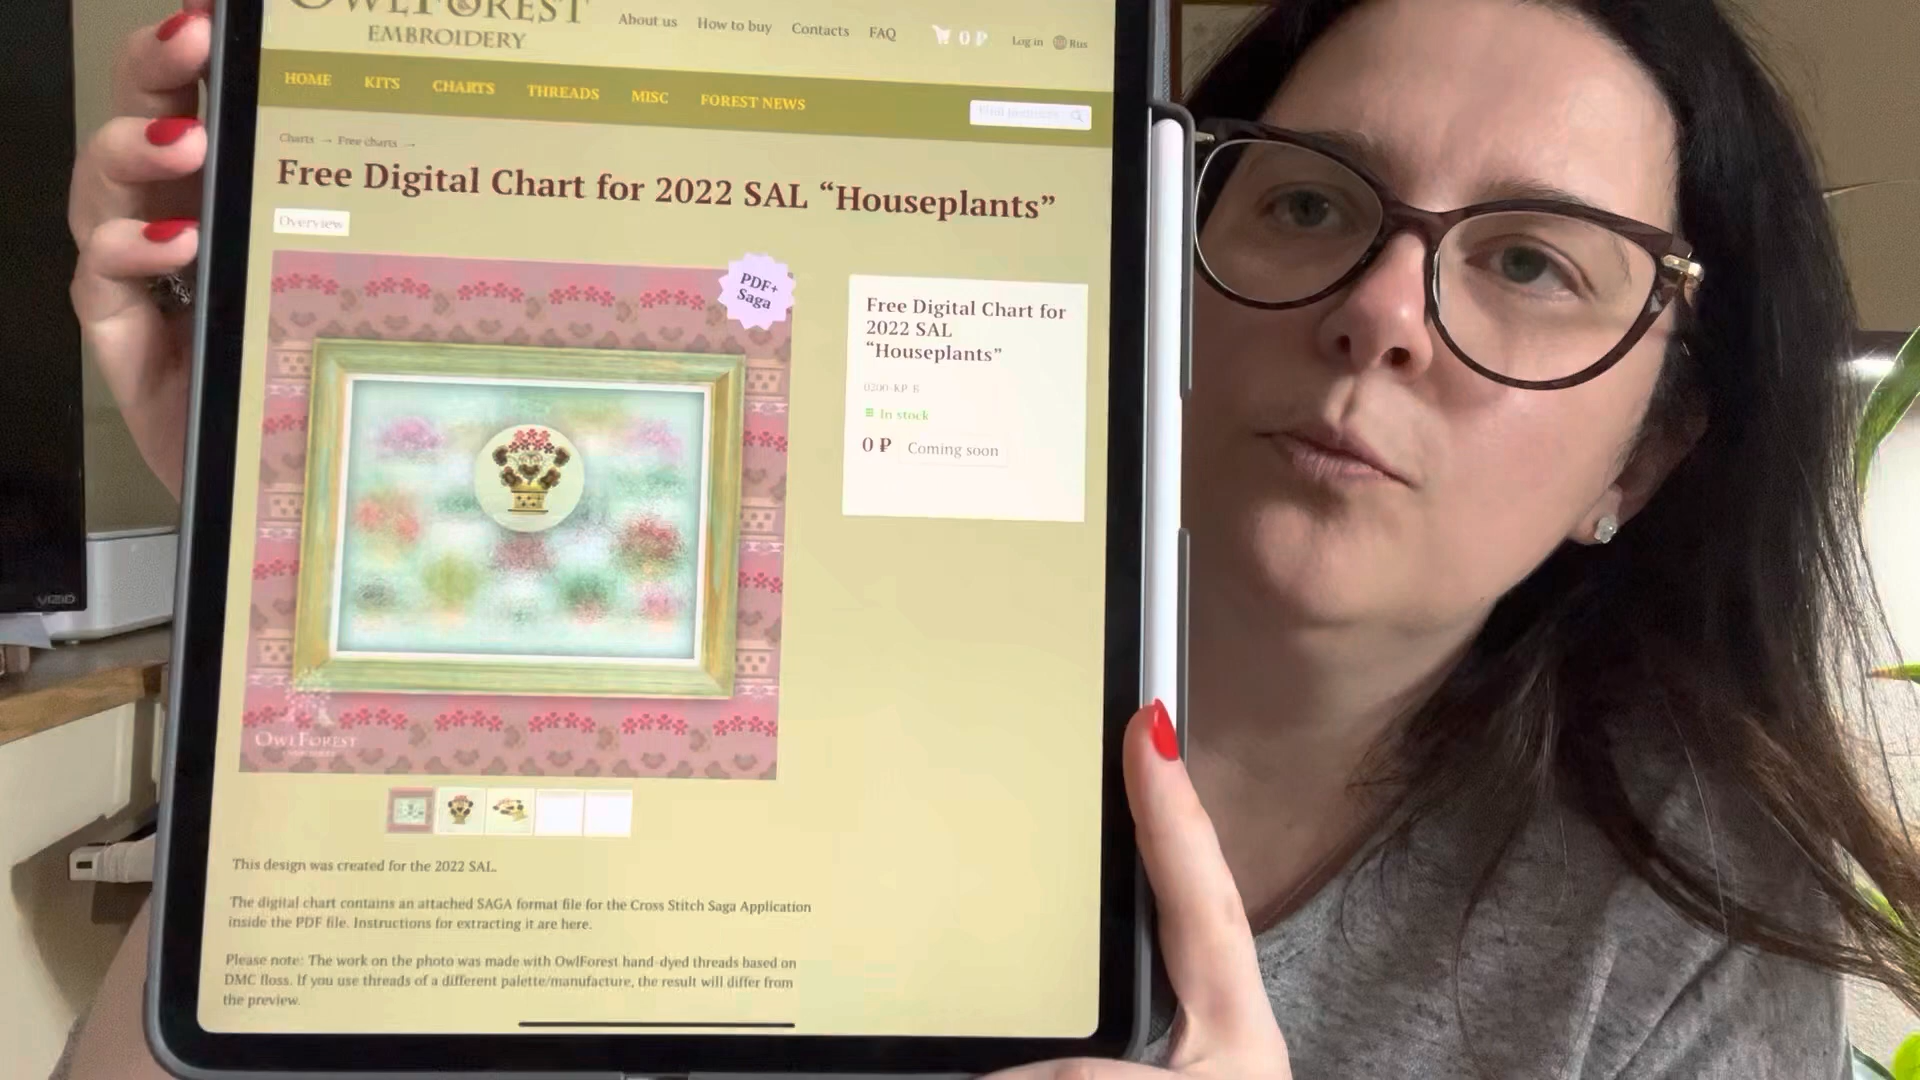 OWLFOREST
EMBROIDERY
About us How to buy Contacts FAQ 0 ₽ Log in Rus
HOME KITS CHARTS THREADS MISC FOREST NEWS
Find products
Charts → Free charts →
Free Digital Chart for 2022 SAL “Houseplants”
Overview
PDF+
Saga
OWLFOREST
Free Digital Chart for
2022 SAL
“Houseplants”
In stock
0 ₽ Coming soon
This design was created for the 2022 SAL.
The digital chart contains an attached SAGA format file for the Cross Stitch Saga Application
inside the PDF file. Instructions for extracting it are here.
Please note: The work on the photo was made with OwlForest hand-dyed threads based on
DMC floss. If you use threads of a different palette/manufacture, the result will differ from
the preview.
VIZIO